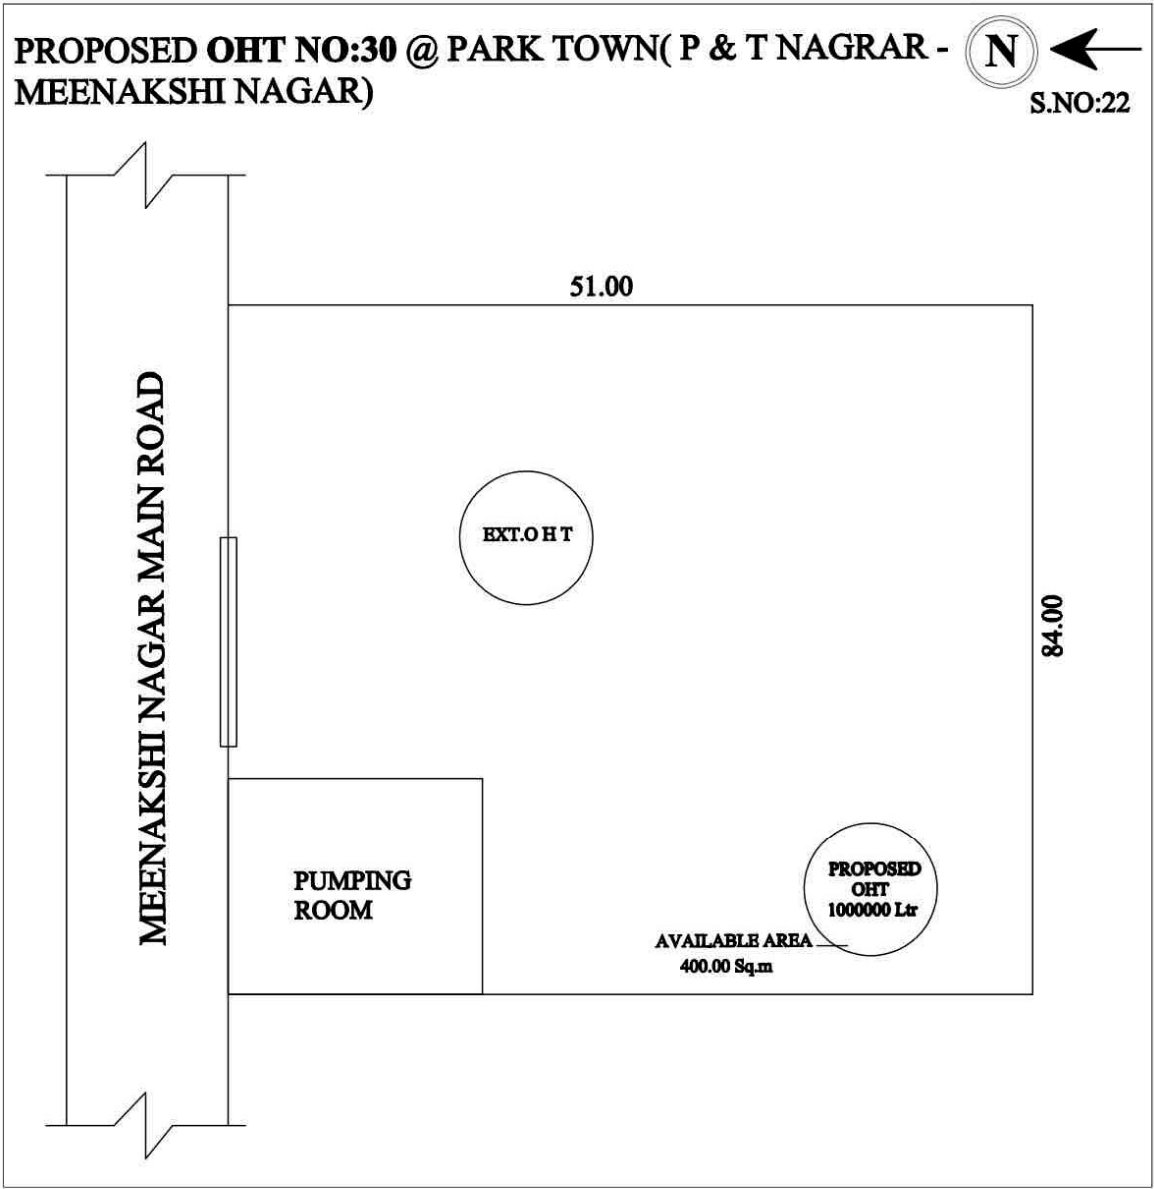 PROPOSED OHT NO:30 @ PARK TOWN( P & T NAGRAR -
MEENAKSHI NAGAR)
N
S.NO:22
51.00
MEENAKSHI NAGAR MAIN ROAD
EXT.O H T
84.00
PUMPING
ROOM
PROPOSED
OHT
1000000 Ltr
AVAILABLE AREA
400.00 Sq.m